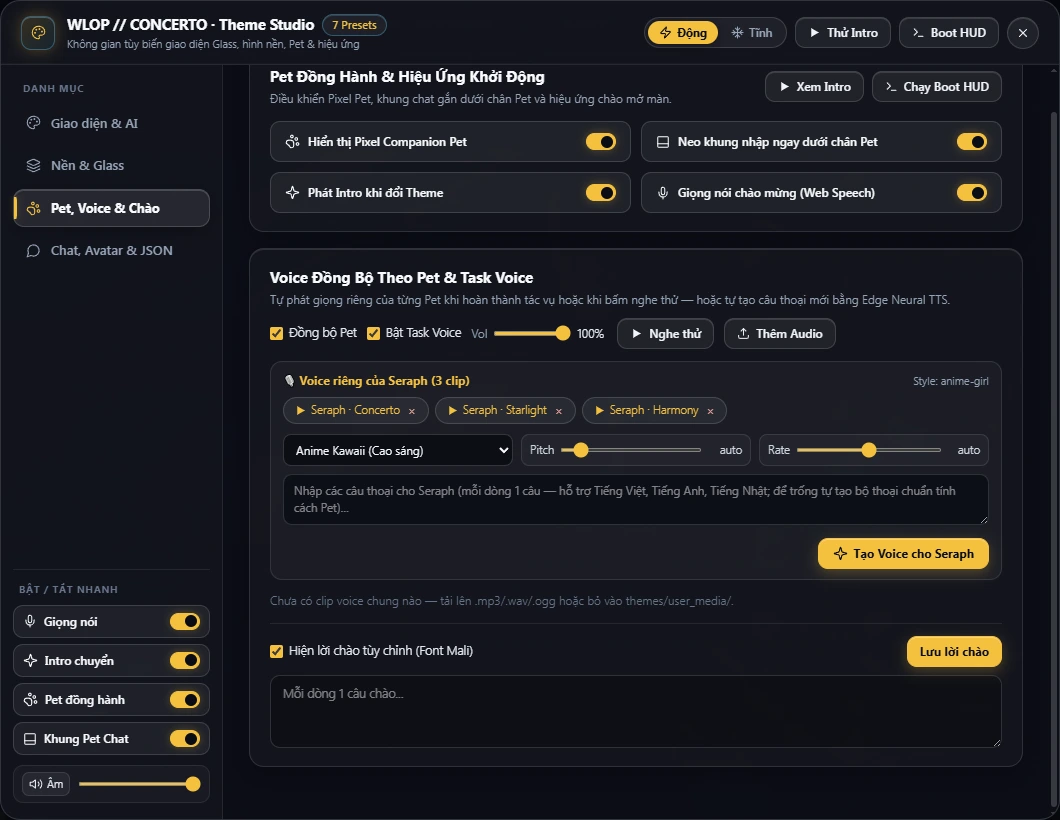 WLOP // CONCERTO - Theme Studio
7 Presets
Không gian tùy biến giao diện Glass, hình nền, Pet & hiệu ứng
Động
Tĩnh
Thử Intro
Boot HUD
DANH MỤC
Giao diện & AI
Nền & Glass
Pet, Voice & Chào
Chat, Avatar & JSON
Pet Đồng Hành & Hiệu Ứng Khởi Động
Điều khiển Pixel Pet, khung chat gắn dưới chân Pet và hiệu ứng chào mở màn.
Xem Intro
Chạy Boot HUD
Hiển thị Pixel Companion Pet
Neo khung nhập ngay dưới chân Pet
Phát Intro khi đổi Theme
Giọng nói chào mừng (Web Speech)
Voice Đồng Bộ Theo Pet & Task Voice
Tự phát giọng riêng của từng Pet khi hoàn thành tác vụ hoặc khi bấm nghe thử — hoặc tự tạo câu thoại mới bằng Edge Neural TTS.
Đồng bộ Pet
Bật Task Voice
Vol
100%
Nghe thử
Thêm Audio
Voice riêng của Seraph (3 clip)
Style: anime-girl
Seraph · Concerto ×
Seraph · Starlight ×
Seraph · Harmony ×
Anime Kawaii (Cao sáng)
Pitch
auto
Rate
auto
Nhập các câu thoại cho Seraph (mỗi dòng 1 câu — hỗ trợ Tiếng Việt, Tiếng Anh, Tiếng Nhật; để trống tự tạo bộ thoại chuẩn tính
cách Pet)...
Tạo Voice cho Seraph
Chưa có clip voice chung nào — tải lên .mp3/.wav/.ogg hoặc bỏ vào themes/user_media/.
Hiện lời chào tùy chỉnh (Font Mali)
Lưu lời chào
Mỗi dòng 1 câu chào...
BẬT / TẮT NHANH
Giọng nói
Intro chuyển
Pet đồng hành
Khung Pet Chat
Âm